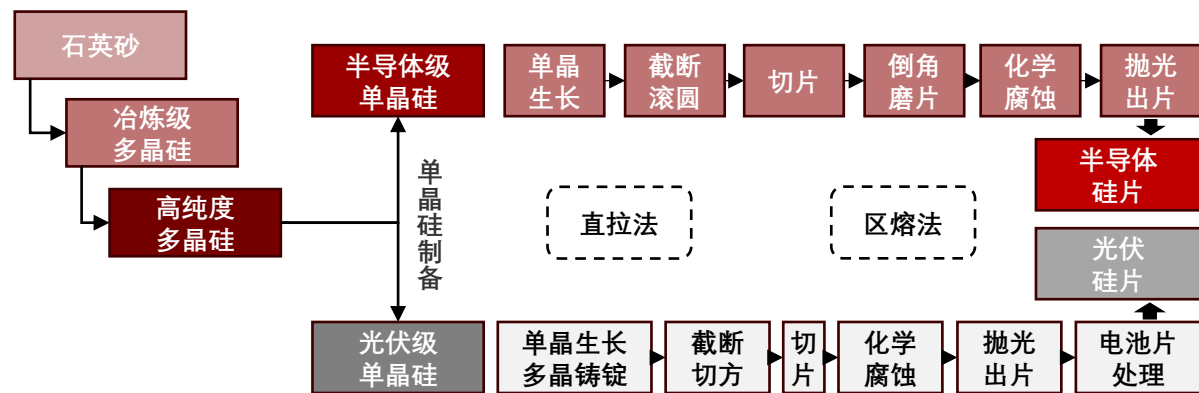 石英砂
冶炼级
多晶硅
高纯度
多晶硅
单晶硅制备
半导体级
单晶硅
单晶
生长
截断
滚圆
切片
倒角
磨片
化学
腐蚀
抛光
出片
半导体
硅片
直拉法
区熔法
光伏
硅片
光伏级
单晶硅
单晶生长
多晶铸锭
截断
切方
切
片
化学
腐蚀
抛光
出片
电池片
处理